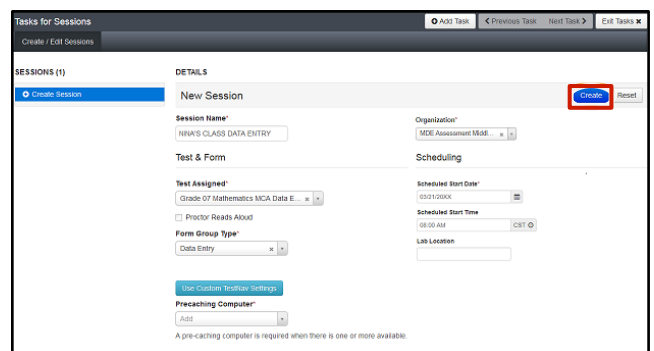 Tasks for Sessions
Add Task
Previous Task
Next Task
Exit Tasks
Create / Edit Sessions
SESSIONS (1)
DETAILS
Create Session
New Session
Create
Reset
Session Name*
Organization*
NINA'S CLASS DATA ENTRY
MDE Assessment Middl...
Test & Form
Scheduling
Test Assigned*
Scheduled Start Date*
Grade 07 Mathematics MCA Data E...
03/21/20XX
Proctor Reads Aloud
Scheduled Start Time
Form Group Type*
08:00 AM
CST
Data Entry
Lab Location
Use Custom TestNav Settings
Precaching Computer*
Add
A pre-caching computer is required when there is one or more available.